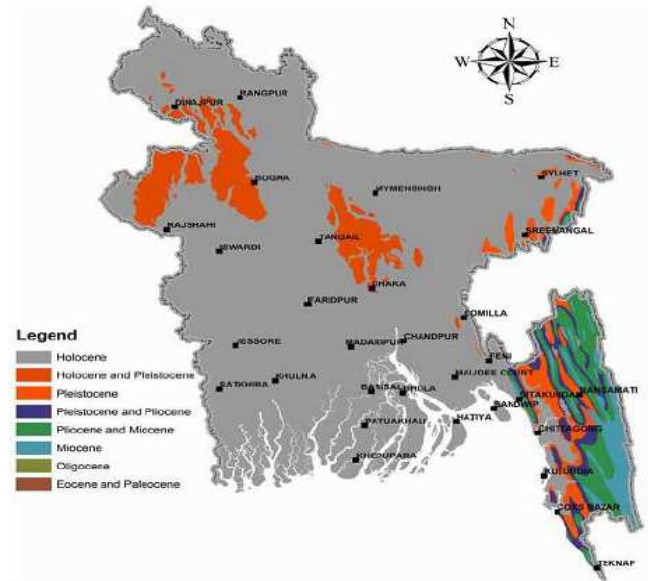 N
W E
S
RANGPUR
DINAJPUR
BOGRA
SYLHET
MYMENSINGH
RAJSHAHI
SREEMANGAL
TANGAIL
ISWARDI
DHAKA
FARIDPUR
COMILLA
Legend
Holocene
Holocene and Pleistocene
Pleistocene
Pleistocene and Pliocene
Pliocene and Miocene
Miocene
Oligocene
Eocene and Paleocene
JESSORE
MADARIPUR
CHANDPUR
FENI
KHULNA
MAIJDEE COURT
SATKHIRA
BARISAL
BHOLA
SITAKUNDA
RANGAMATI
SANDWIP
PATUAKHALI
HATIYA
CHITTAGONG
KHEPUPARA
KUTUBDIA
COXS BAZAR
TEKNAF